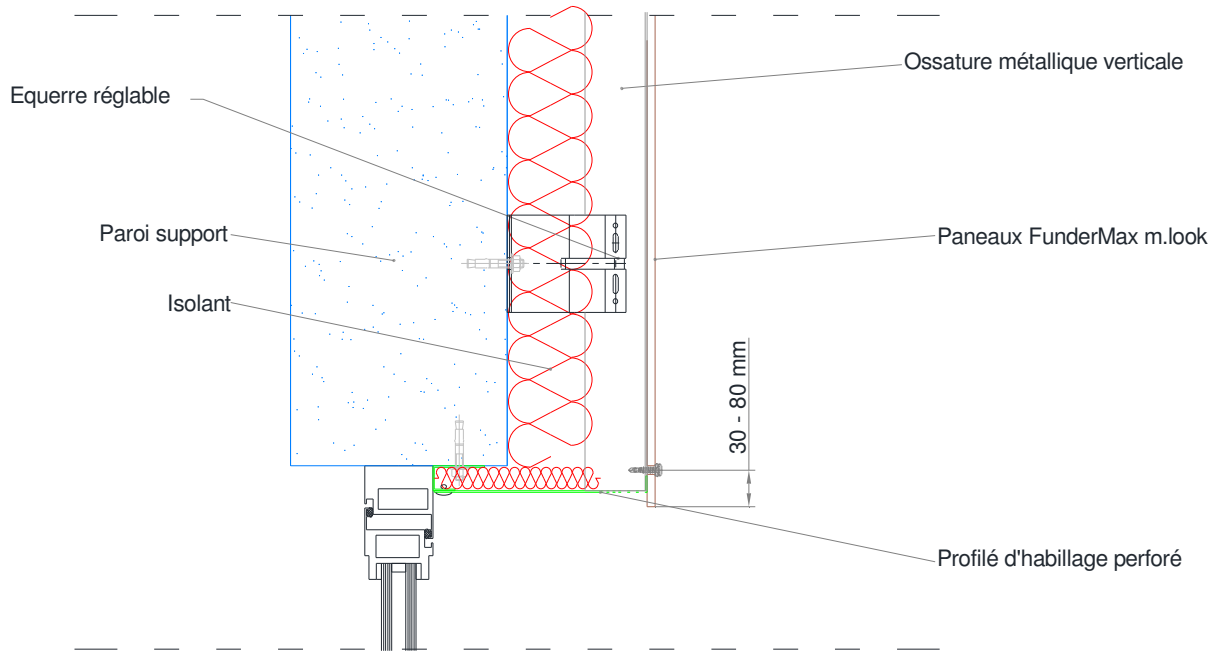 Ossature métallique verticale
Equerre réglable
Paroi support
Paneaux FunderMax m.look
Isolant
30 - 80 mm
Profilé d'habillage perforé